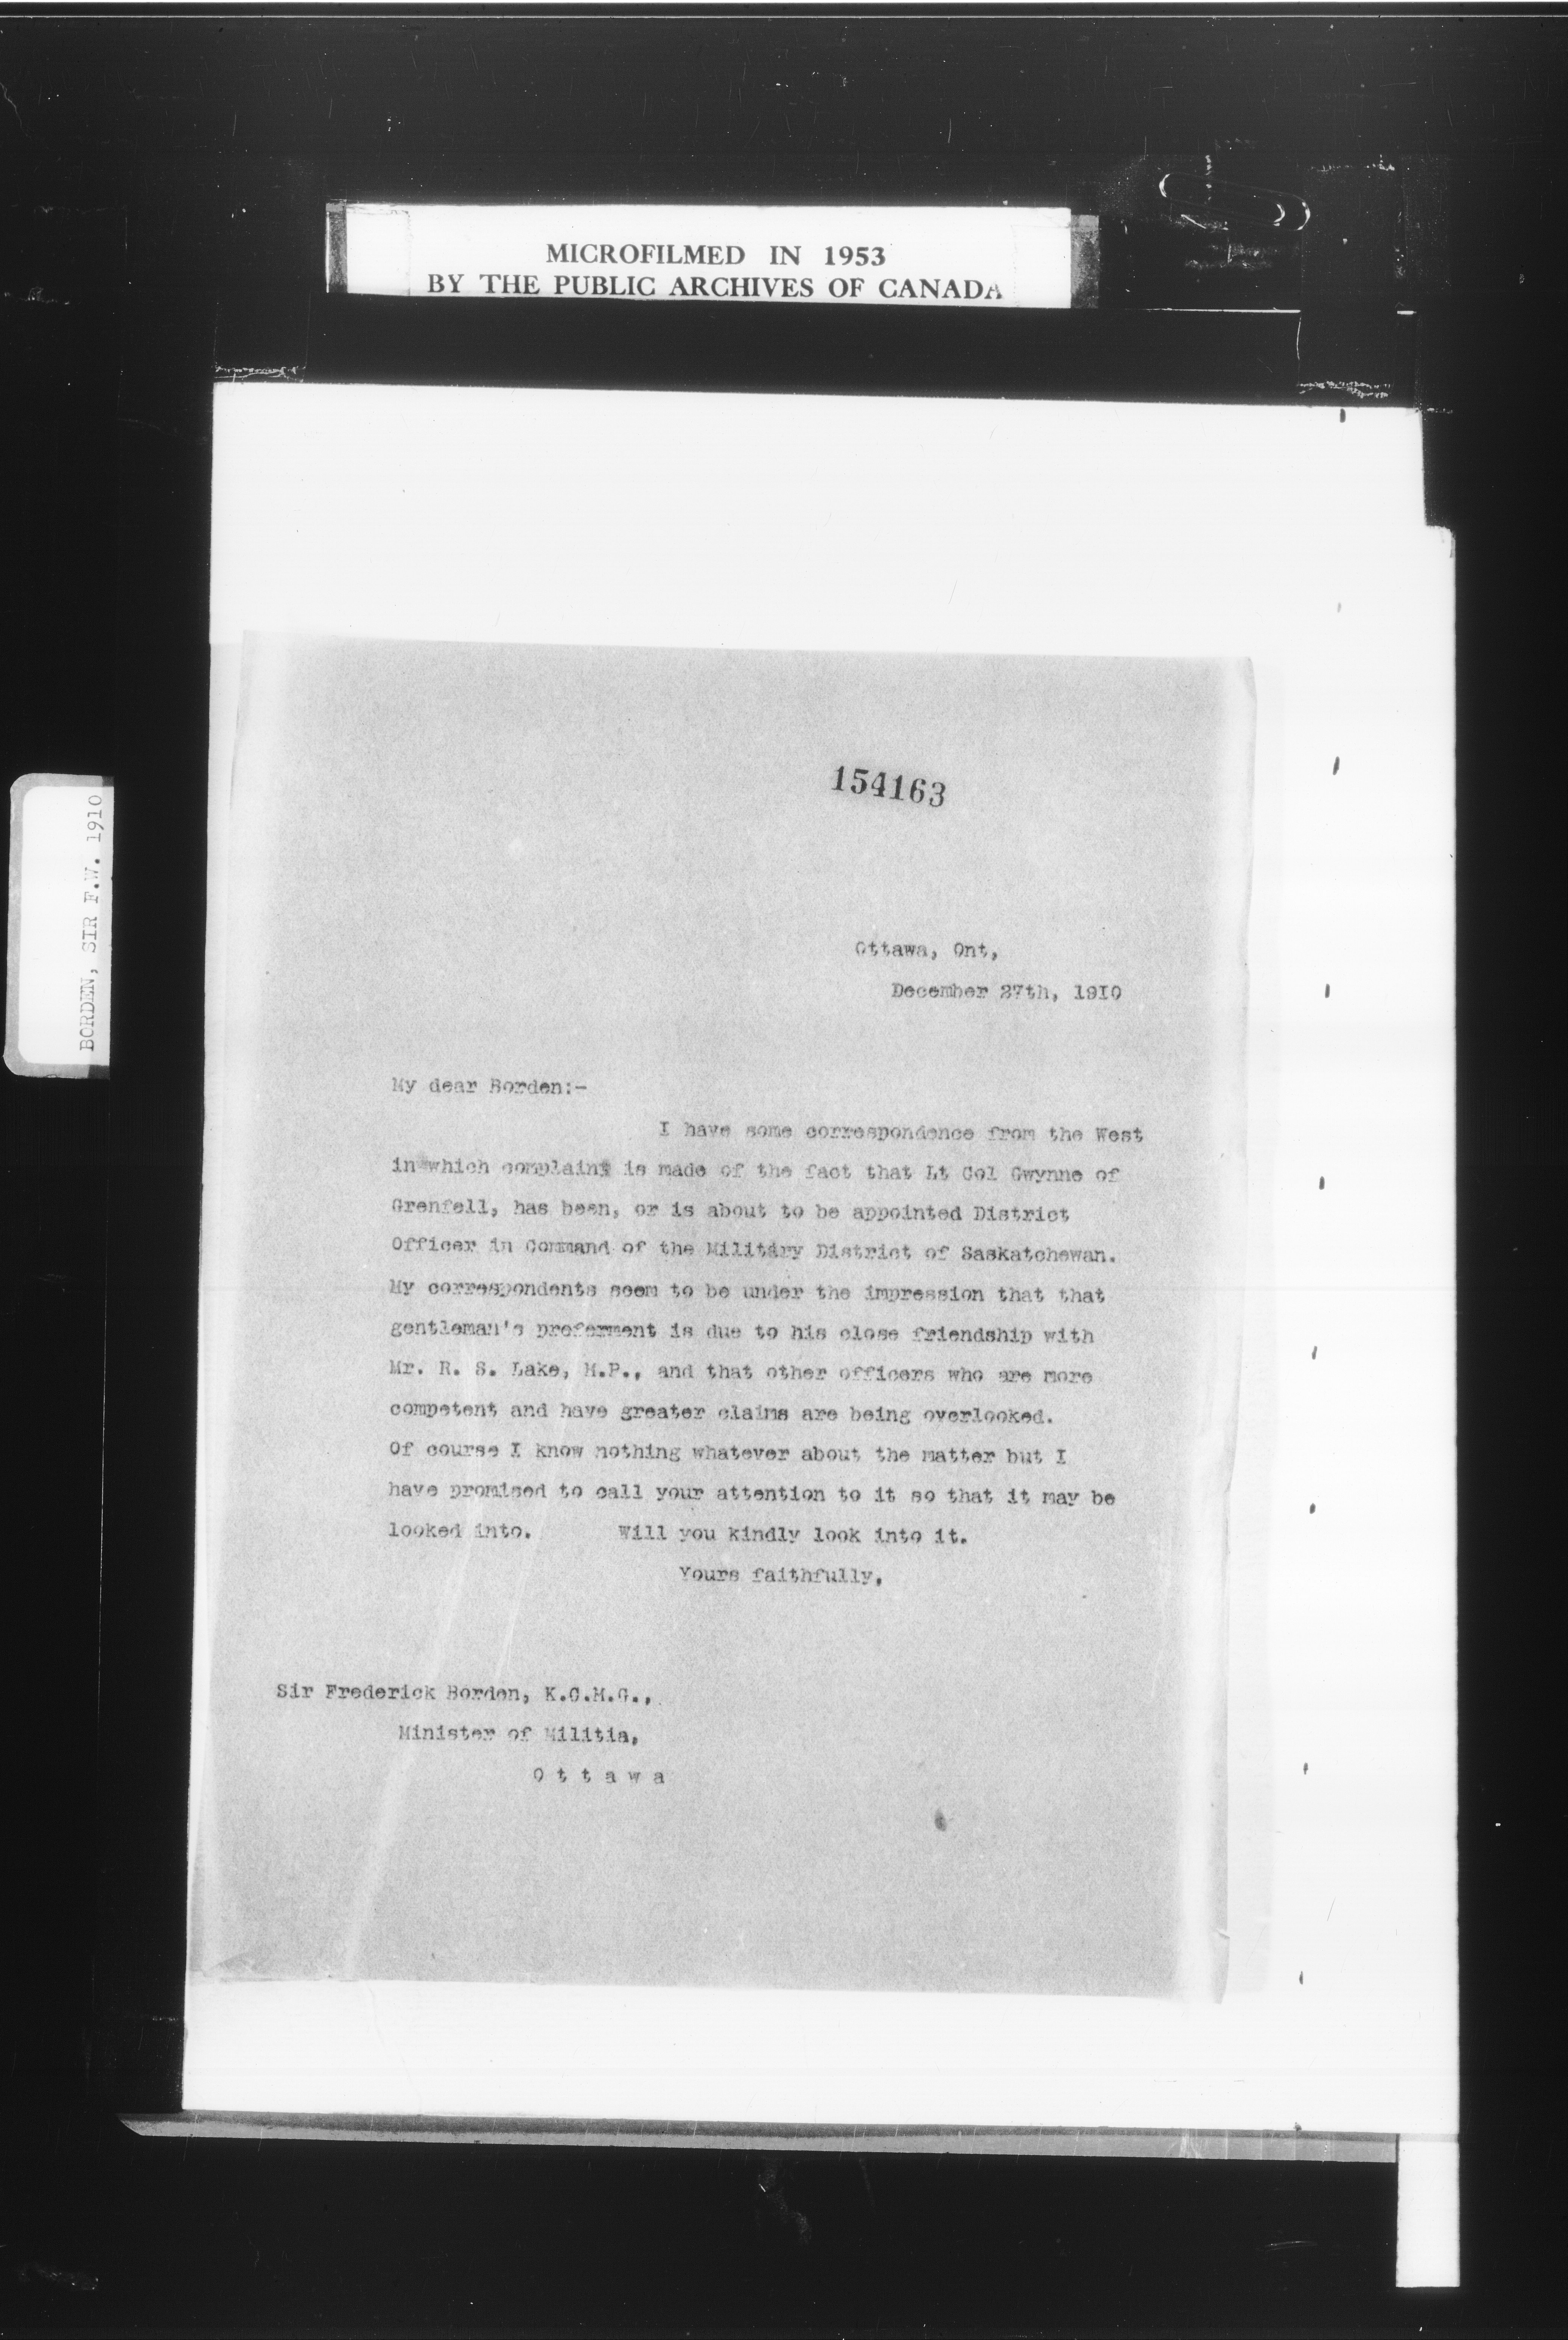 MICROFILMED IN 1953
BY THE PUBLIC ARCHIVES OF CANADA
BORDEN, SIR F.W. 1910
154163
Ottawa, Ont,
December 27th, 1910
My dear Borden:-
I have some correspondence from the West
in which complaint is made of the fact that Lt Col Gwynne of
Grenfell, has been, or is about to be appointed District
Officer in Command of the Military District of Saskatchewan.
My correspondents seem to be under the impression that that
gentleman's preferment is due to his close friendship with
Mr. R. S. Lake, M.P., and that other officers who are more
competent and have greater claims are being overlooked.
Of course I know nothing whatever about the matter but I
have promised to call your attention to it so that it may be
looked into. Will you kindly look into it.
Yours faithfully,
Sir Frederick Borden, K.C.M.G.,
Minister of Militia,
O t t a w a